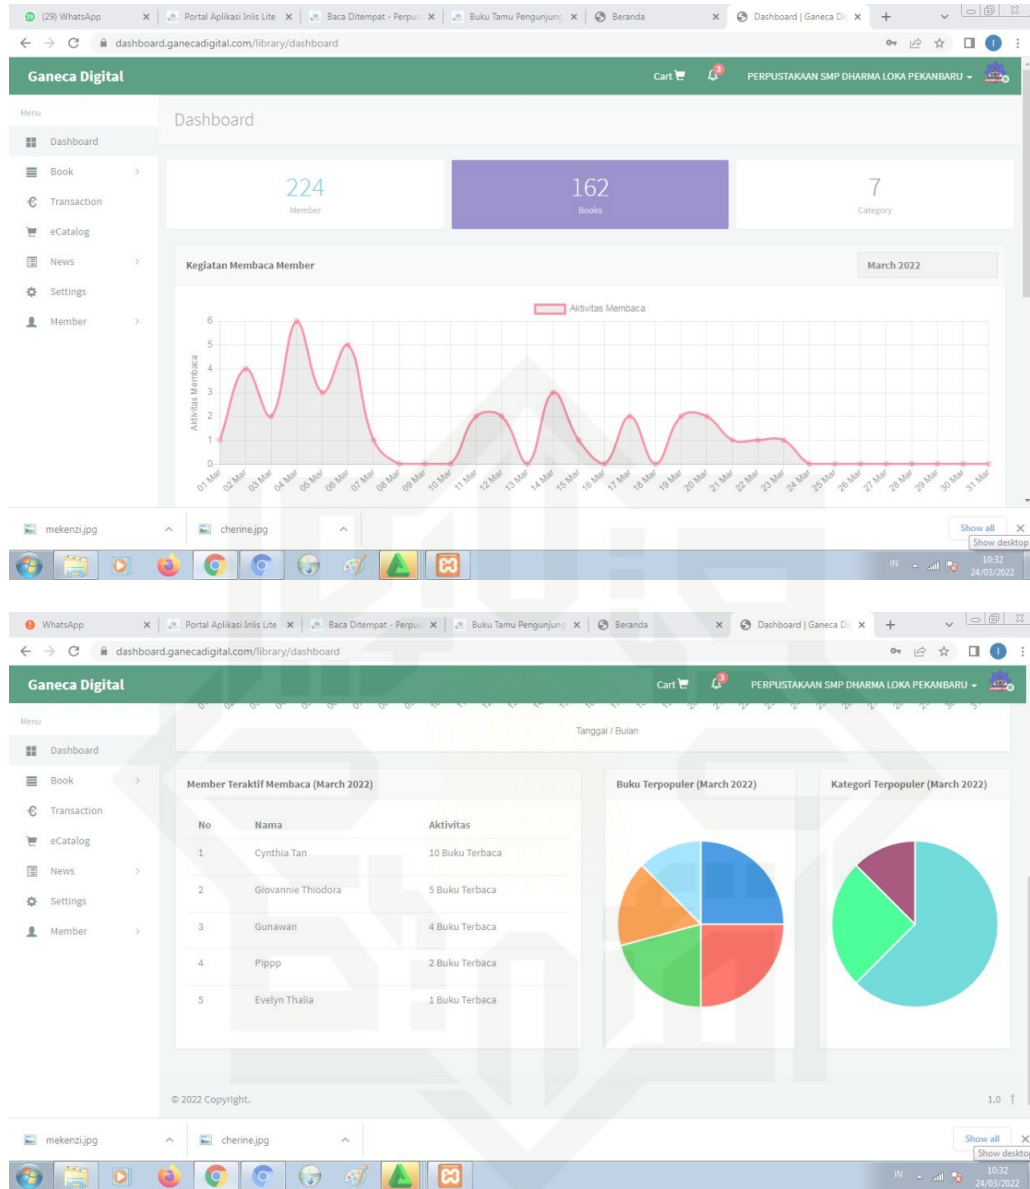 (29) WhatsApp
Portal Aplikasi Inlis Lite
Baca Ditempat - Perpus
Buku Tamu Pengunjung
Beranda
Dashboard | Ganeca Di
dashboard.ganecadigital.com/library/dashboard
Ganeca Digital
Cart
3
PERPUSTAKAAN SMP DHARMA LOKA PEKANBARU
Menu
Dashboard
Dashboard
Book
Transaction
eCatalog
News
Settings
Member
224
Member
162
Books
7
Category
Kegiatan Membaca Member
March 2022
Aktivitas Membaca
Aktivitas Membaca
6
5
4
3
2
1
0
01 Mar
02 Mar
03 Mar
04 Mar
05 Mar
06 Mar
07 Mar
08 Mar
09 Mar
10 Mar
11 Mar
12 Mar
13 Mar
14 Mar
15 Mar
16 Mar
17 Mar
18 Mar
19 Mar
20 Mar
21 Mar
22 Mar
23 Mar
24 Mar
25 Mar
26 Mar
27 Mar
28 Mar
29 Mar
30 Mar
31 Mar
mekenzi.jpg
cherine.jpg
Show all
Show desktop
IN
10:32
24/03/2022
WhatsApp
Portal Aplikasi Inlis Lite
Baca Ditempat - Perpus
Buku Tamu Pengunjung
Beranda
Dashboard | Ganeca Di
dashboard.ganecadigital.com/library/dashboard
Ganeca Digital
Cart
3
PERPUSTAKAAN SMP DHARMA LOKA PEKANBARU
Menu
Dashboard
Book
Transaction
eCatalog
News
Settings
Member
Tanggal / Bulan
Member Teraktif Membaca (March 2022)
No Nama Aktivitas
1 Cynthia Tan 10 Buku Terbaca
2 Giovannie Thiodora 5 Buku Terbaca
3 Gunawan 4 Buku Terbaca
4 Pippp 2 Buku Terbaca
5 Evelyn Thalia 1 Buku Terbaca
Buku Terpopuler (March 2022)
Kategori Terpopuler (March 2022)
© 2022 Copyright.
1.0
mekenzi.jpg
cherine.jpg
Show all
Show desktop
IN
10:32
24/03/2022